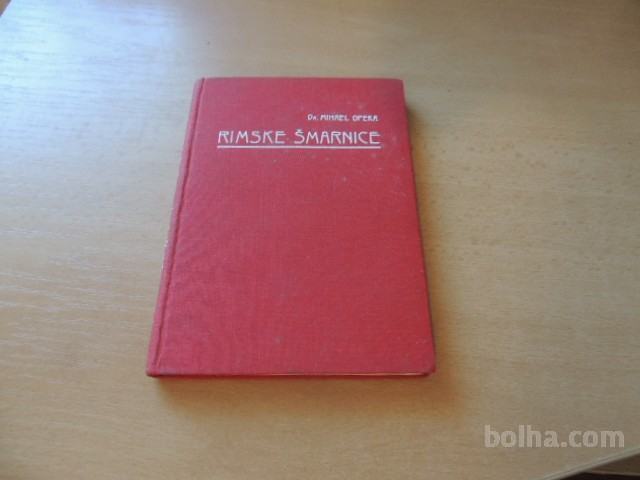 Dr. MIHAEL OPEKA
RIMSKE ŠMARNICE
bolha.com